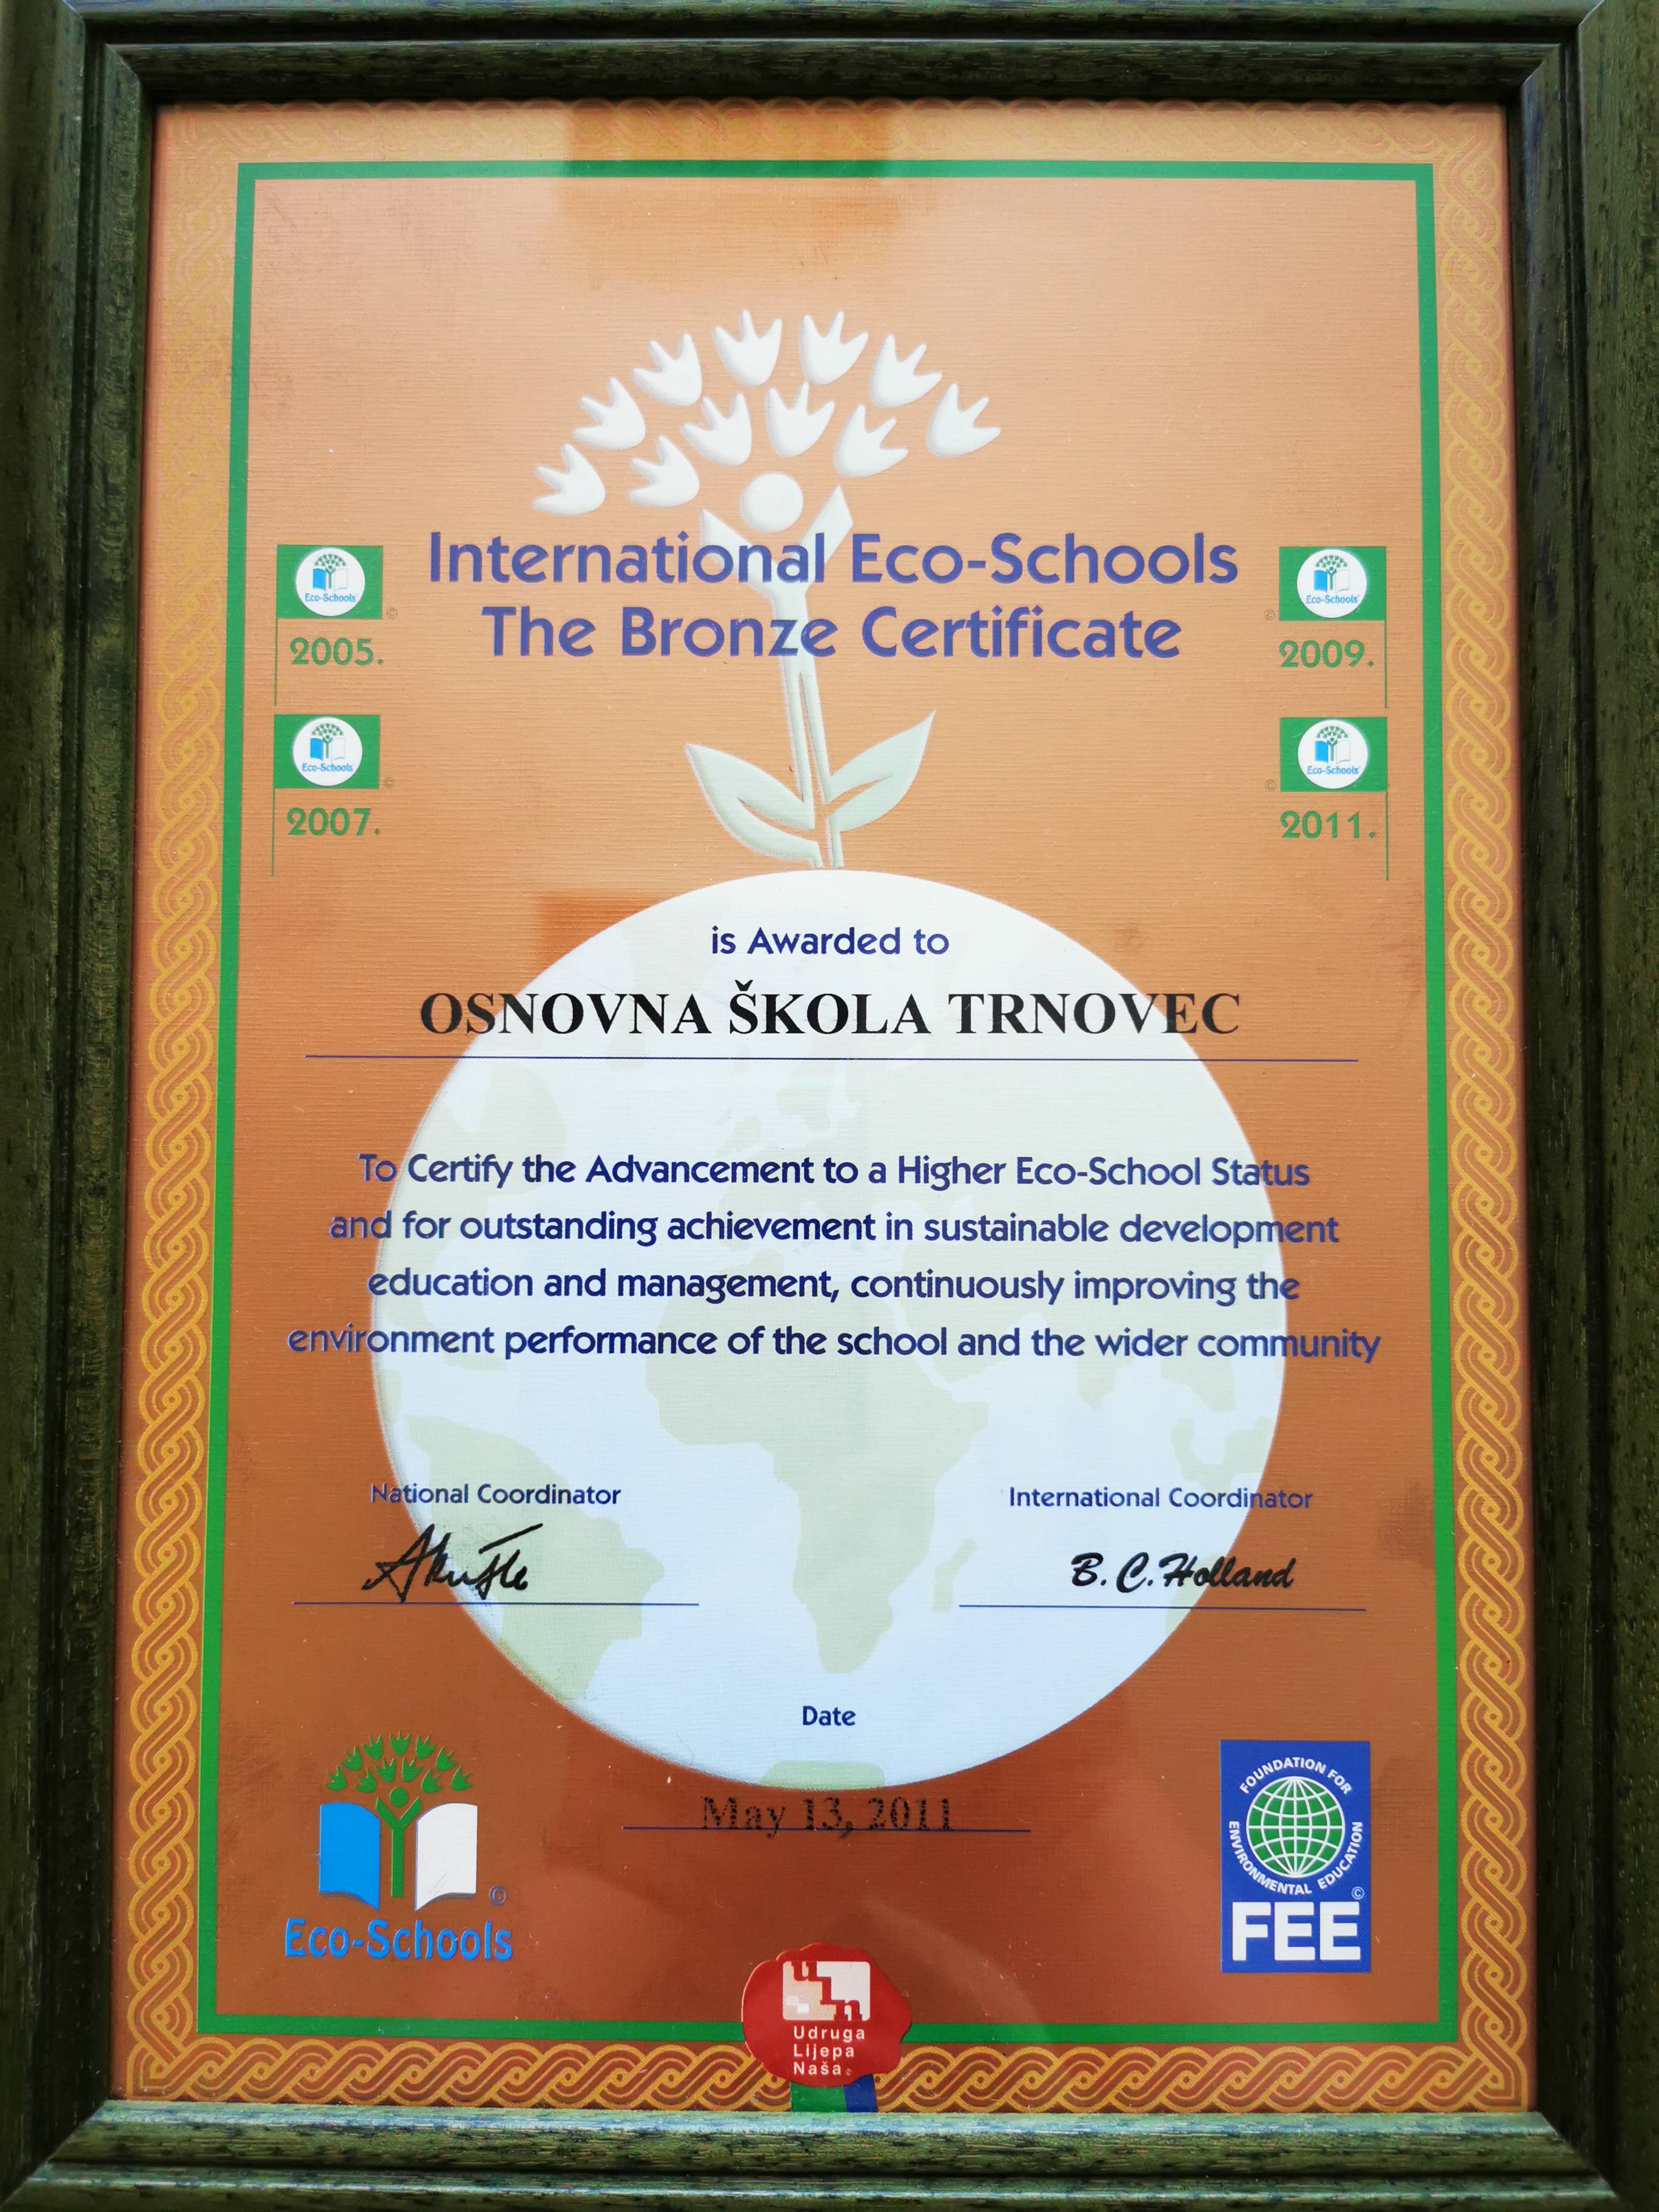 International Eco-Schools
The Bronze Certificate
Eco-Schools
©
2005.
Eco-Schools
©
2009.
Eco-Schools
©
2007.
Eco-Schools
©
2011.
is Awarded to
OSNOVNA ŠKOLA TRNOVEC
To Certify the Advancement to a Higher Eco-School Status
and for outstanding achievement in sustainable development
education and management, continuously improving the
environment performance of the school and the wider community
National Coordinator
International Coordinator
B. C. Holland
Date
May 13, 2011
©
Eco-Schools
FOUNDATION FOR
ENVIRONMENTAL EDUCATION
©
FEE
uln
Udruga
Lijepa
Naša